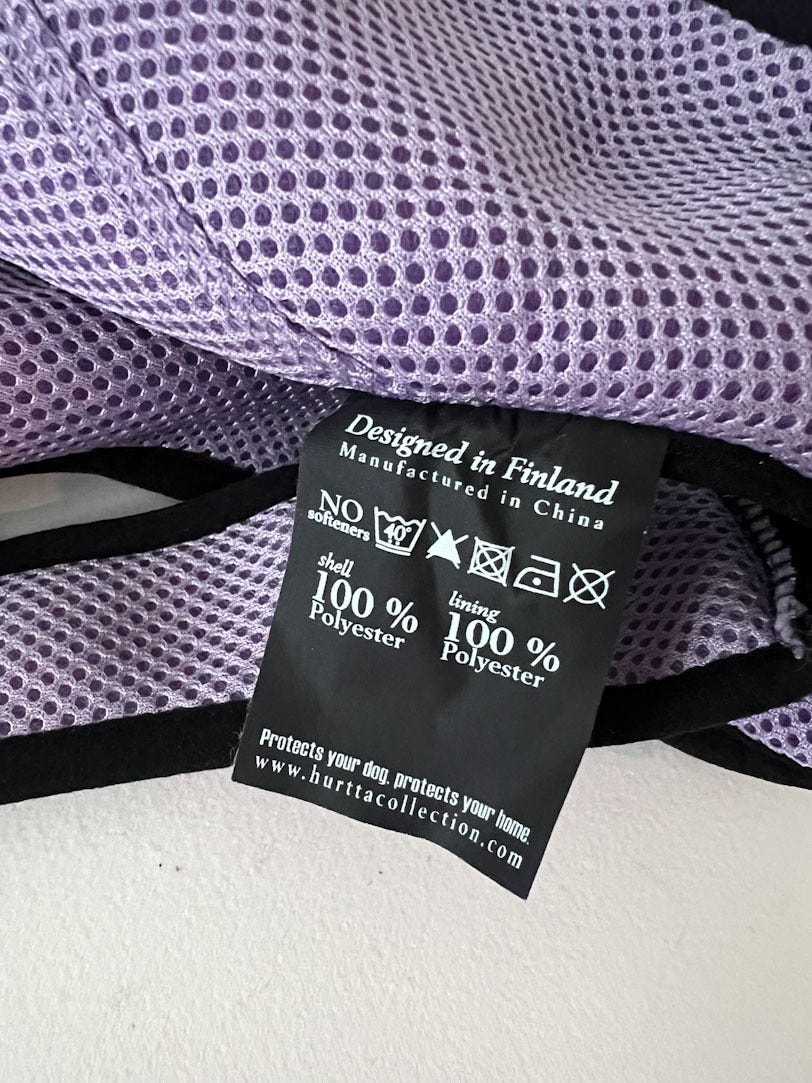 Designed in Finland
Manufactured in China
NO
softeners
40°
shell
100 %
Polyester
lining
100 %
Polyester
Protects your dog, protects your home.
www.hurttacollection.com